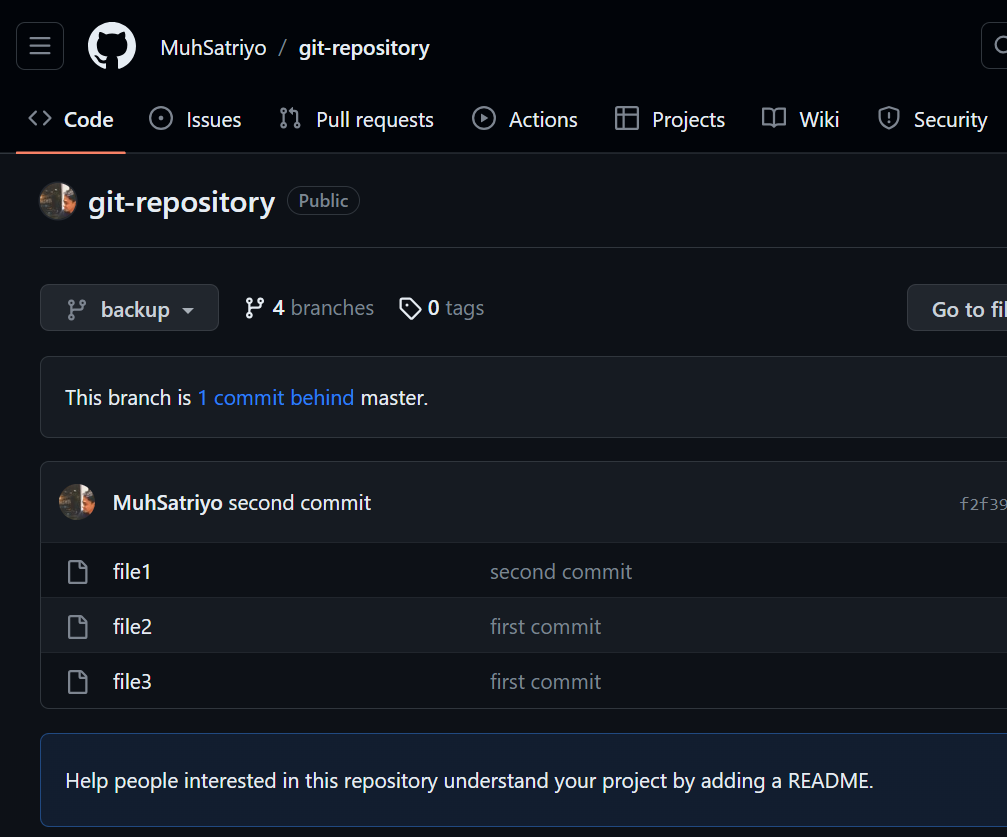 MuhSatriyo / git-repository
Code Issues Pull requests Actions Projects Wiki Security
git-repository Public
backup 4 branches 0 tags Go to fil
This branch is 1 commit behind master.
MuhSatriyo second commit f2f39
file1 second commit
file2 first commit
file3 first commit
Help people interested in this repository understand your project by adding a README.